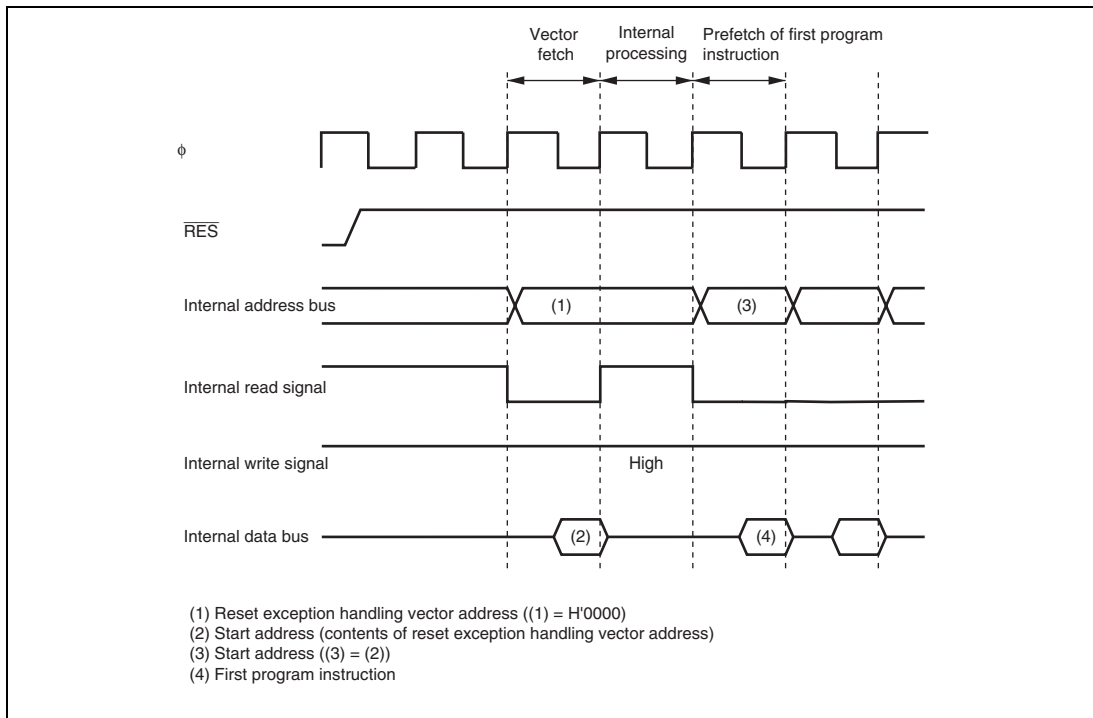 Vector
fetch
Internal
processing
Prefetch of first program
instruction
ϕ
RES
Internal address bus
(1)
(3)
Internal read signal
Internal write signal
High
Internal data bus
(2)
(4)
(1) Reset exception handling vector address ((1) = H'0000)
(2) Start address (contents of reset exception handling vector address)
(3) Start address ((3) = (2))
(4) First program instruction